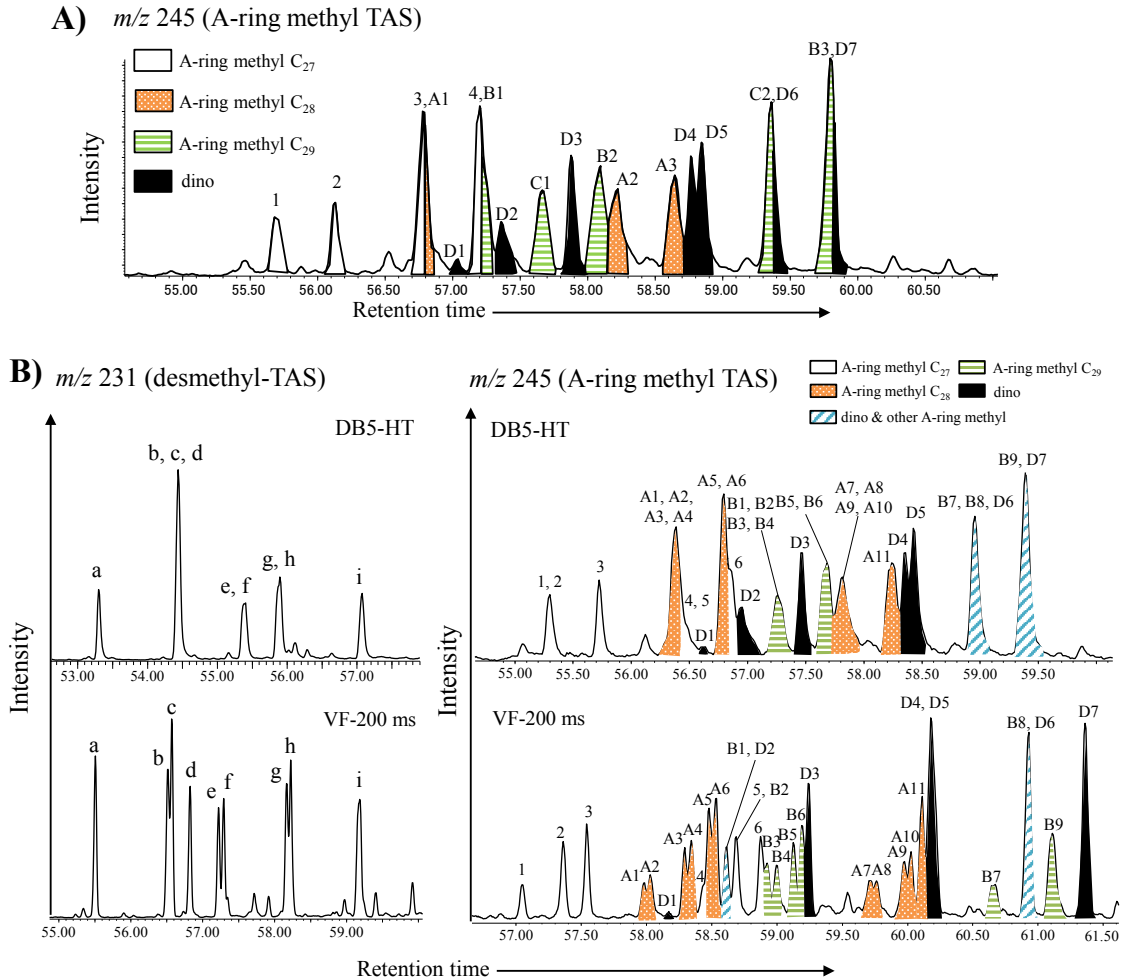 A) m/z 245 (A-ring methyl TAS)
A-ring methyl C27
A-ring methyl C28
A-ring methyl C29
dino
Intensity
1
2
3,A1
D1
4,B1
D2
C1
D3
B2
A2
A3
D4
D5
C2,D6
B3,D7
55.00 55.50 56.00 56.50 57.00 57.50 58.00 58.50 59.00 59.50 60.00
Retention time
B) m/z 231 (desmethyl-TAS)
DB5-HT
a
b, c, d
e, f
g, h
i
53.00 54.00 55.00 56.00 57.00
Intensity
VF-200 ms
a
b
c
d
e
f
g
h
i
55.00 56.00 57.00 58.00 59.00
m/z 245 (A-ring methyl TAS)
A-ring methyl C27
A-ring methyl C29
A-ring methyl C28
dino
dino & other A-ring methyl
DB5-HT
1, 2
3
A1, A2,
A3, A4
4, 5
D1
A5, A6
6
D2
B1, B2
B3, B4
D3
B5, B6
A7, A8
A9, A10
A11
D4
D5
B7, B8, D6
B9, D7
55.00 55.50 56.00 56.50 57.00 57.50 58.00 58.50 59.00 59.50
Intensity
VF-200 ms
1
2
3
A1
A2
D1
A3
A4
4
A5
A6
B1, D2
5, B2
6
B3
B4
B5
B6
D3
A7
A8
A9
A10
A11
D4, D5
B7
B8, D6
B9
D7
57.00 57.50 58.00 58.50 59.00 59.50 60.00 60.50 61.00 61.50
Retention time